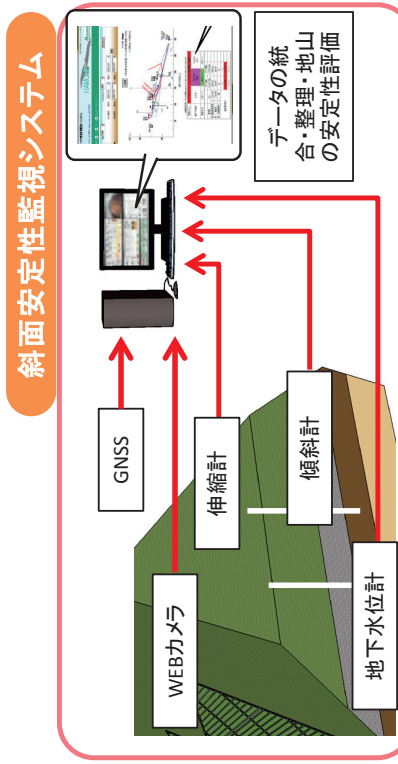 斜面安定性監視システム
GNSS
WEBカメラ
伸縮計
傾斜計
地下水位計
データの統
合・整理・地山
の安定性評価